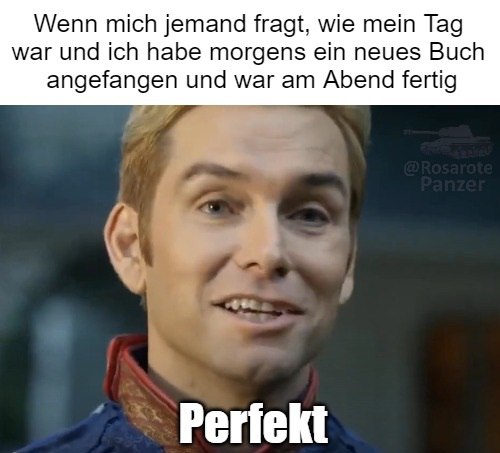 Wenn mich jemand fragt, wie mein Tag
war und ich habe morgens ein neues Buch
angefangen und war am Abend fertig
@Rosarote
Panzer
Perfekt